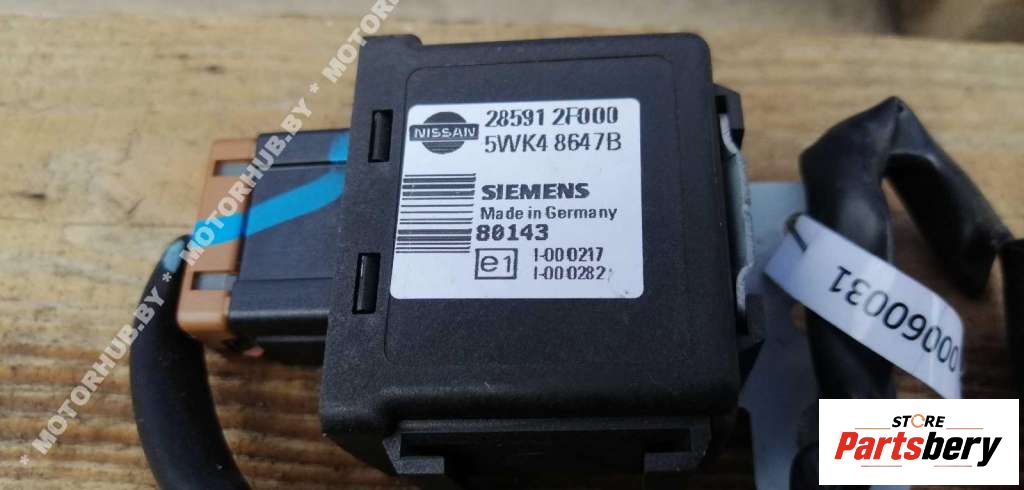 NISSAN
28591 2F000
5WK4 8647B
SIEMENS
Made in Germany
80143
e1
I-00 0217
I-00 0282
00060031
* MOTORHUB.BY * MOTORHUB.BY * MOTORHUB.BY *
STORE
Partsbery